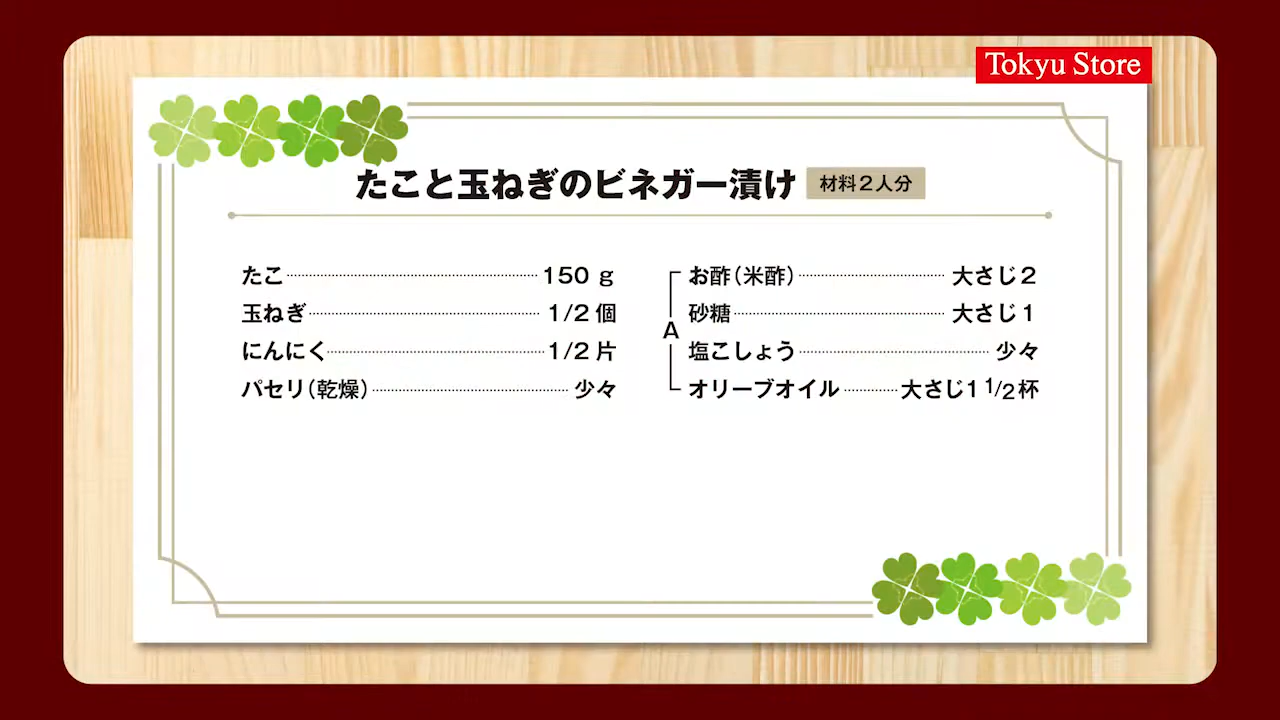 Tokyu Store
たこと玉ねぎのビネガー漬け 材料2人分
たこ 150 g
玉ねぎ 1/2 個
にんにく 1/2 片
パセリ(乾燥) 少々
A
お酢(米酢) 大さじ2
砂糖 大さじ1
塩こしょう 少々
オリーブオイル 大さじ1 1/2杯